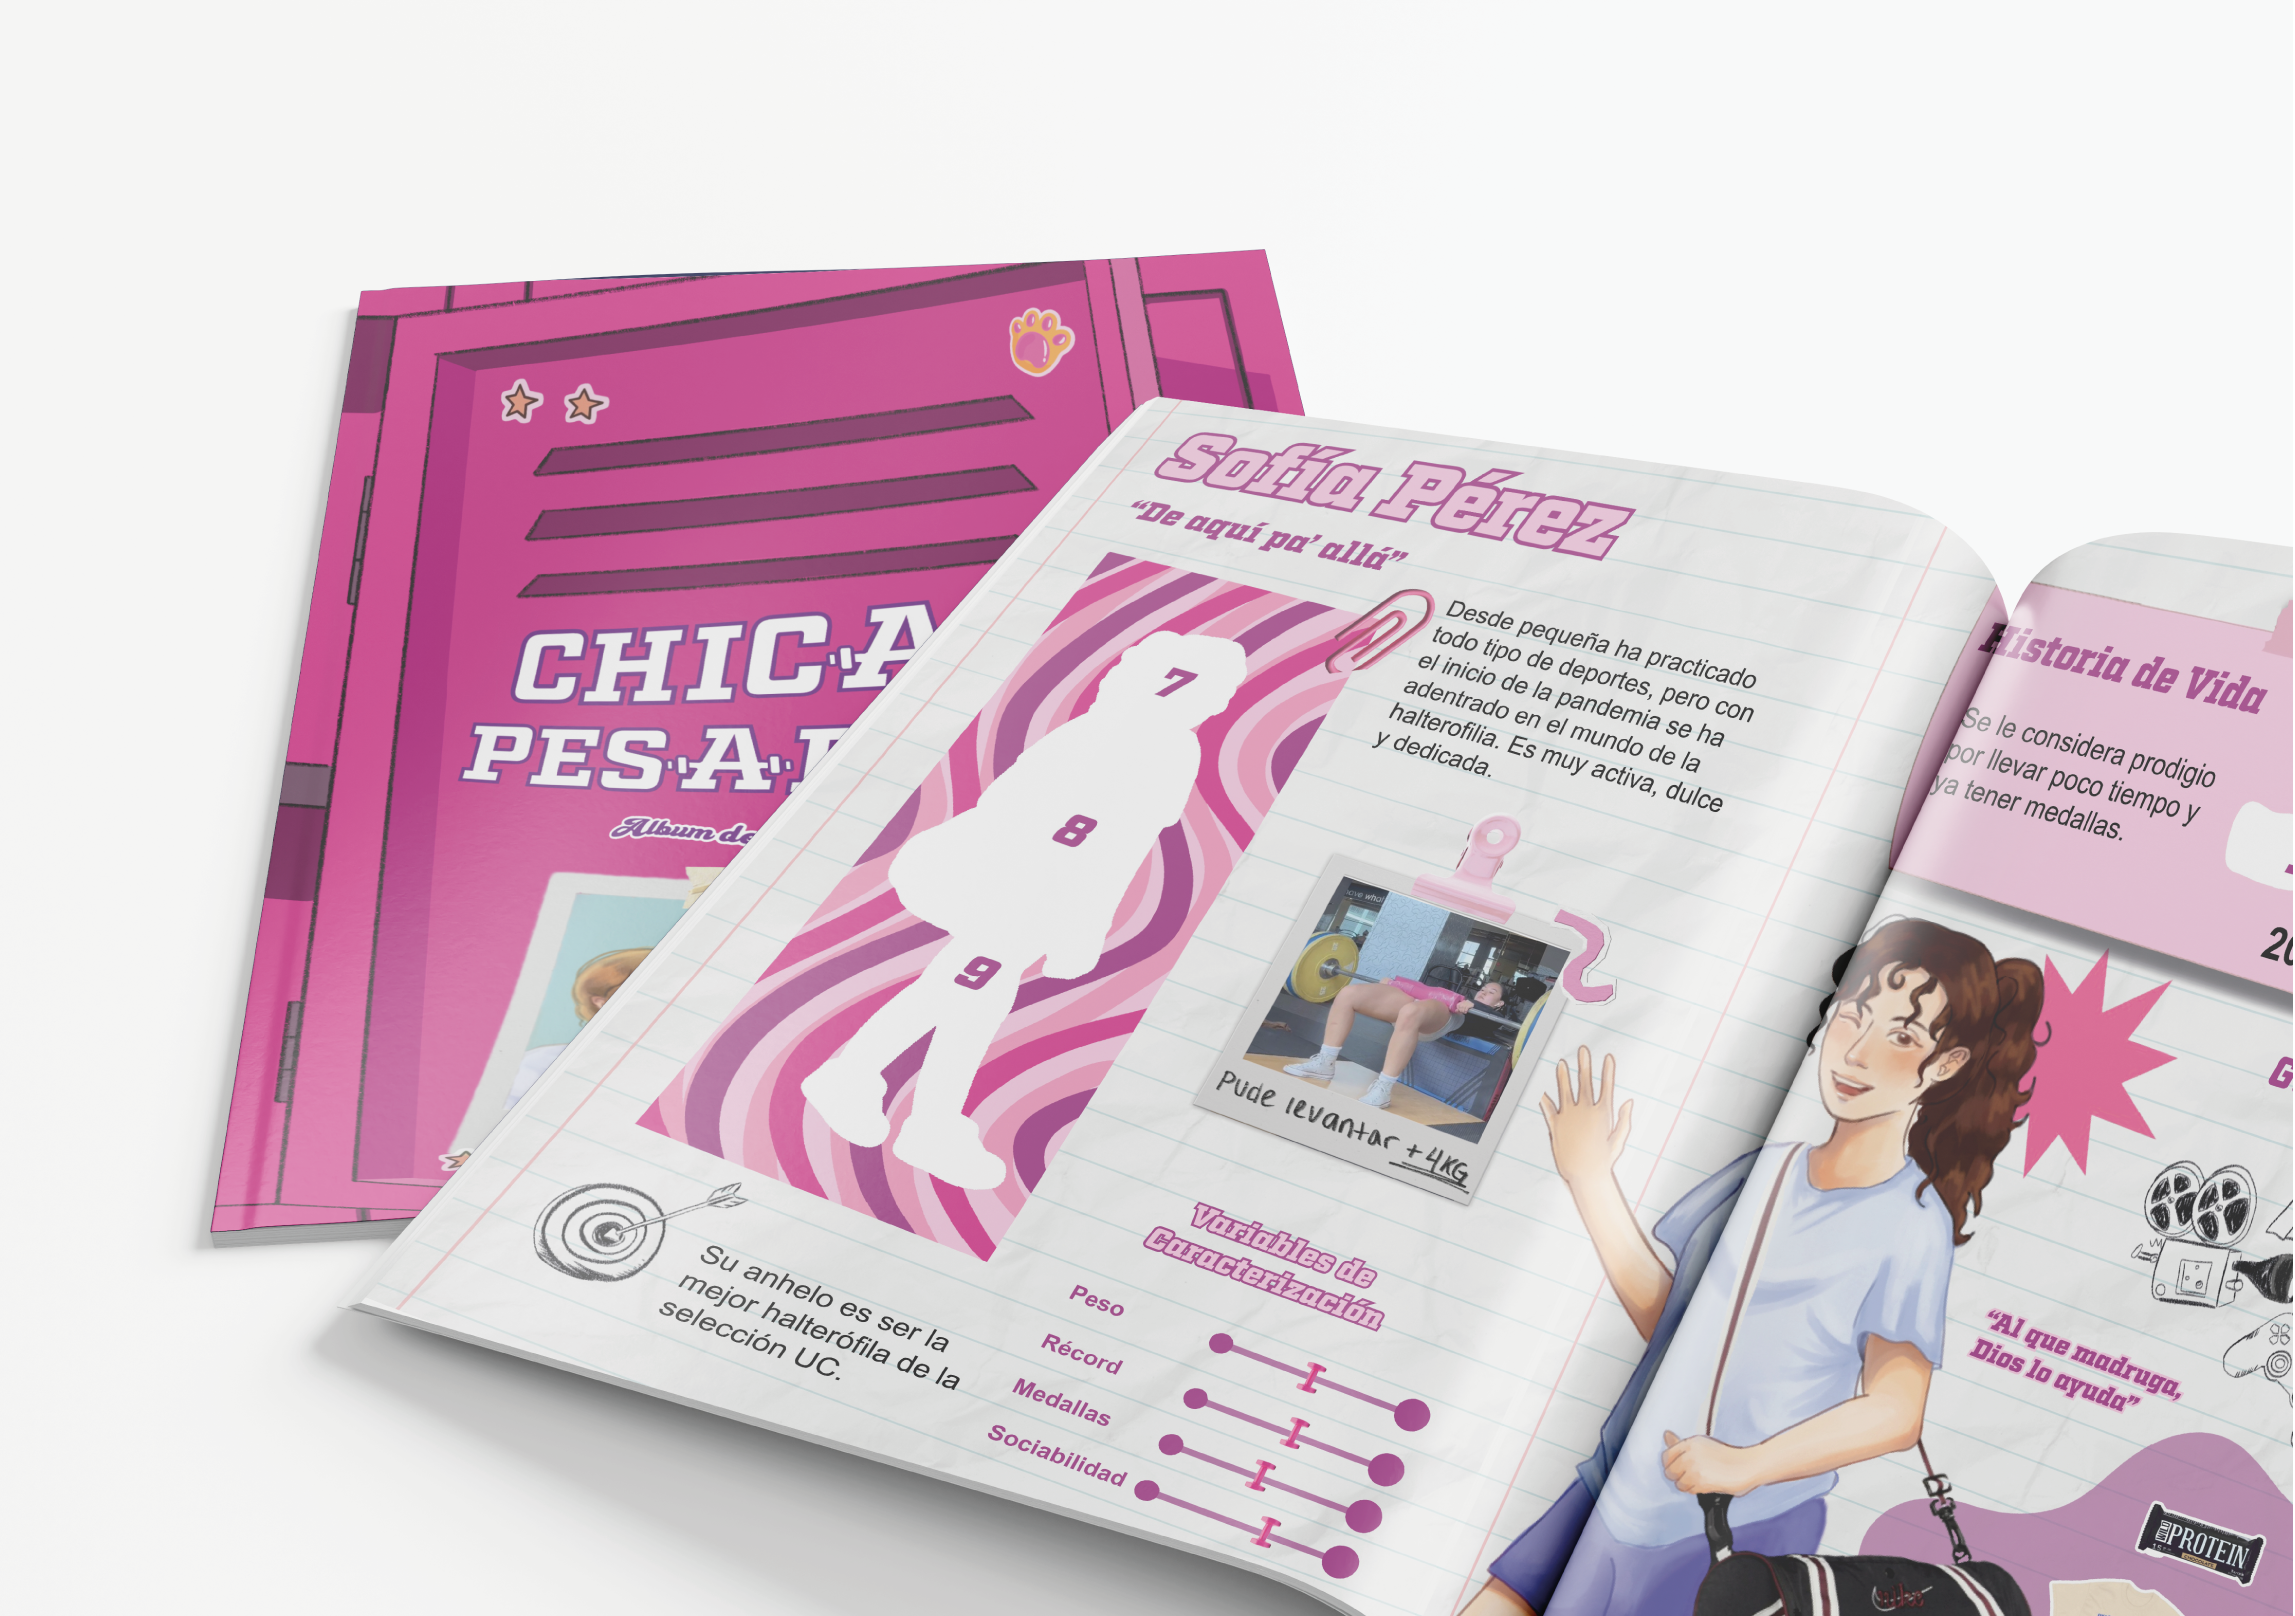 CHICA
PESA
Album de
Sofía Pérez
“De aquí pa’ allá”
7
8
9
Desde pequeña ha practicado
todo tipo de deportes, pero con
el inicio de la pandemia se ha
adentrado en el mundo de la
halterofilia. Es muy activa, dulce
y dedicada.
Pude levantar +4KG
Su anhelo es ser la
mejor halterófila de la
selección UC.
Variables de
Caracterización
Peso
Récord
Medallas
Sociabilidad
Historia de Vida
Se le considera prodigio
por llevar poco tiempo y
ya tener medallas.
20
G
“Al que madruga,
Dios lo ayuda”
WILD
PROTEIN